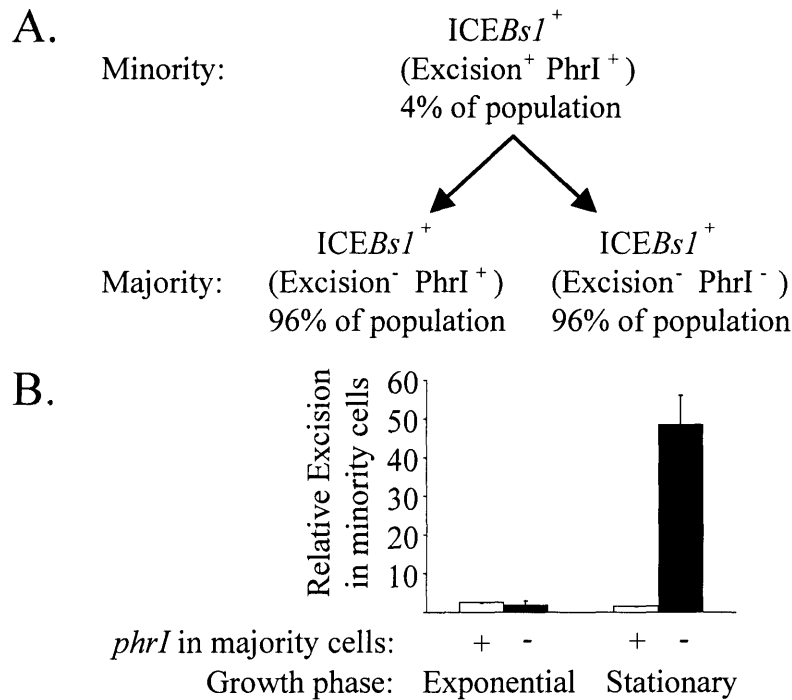 A.
ICEBs1⁺
Minority: (Excision⁺ PhrI⁺)
4% of population
ICEBs1⁺ ICEBs1⁺
Majority: (Excision⁻ PhrI⁺) (Excision⁻ PhrI⁻)
96% of population 96% of population
B.
Relative Excision
in minority cells
60
50
40
30
20
10
phrI in majority cells: + - + -
Growth phase: Exponential Stationary